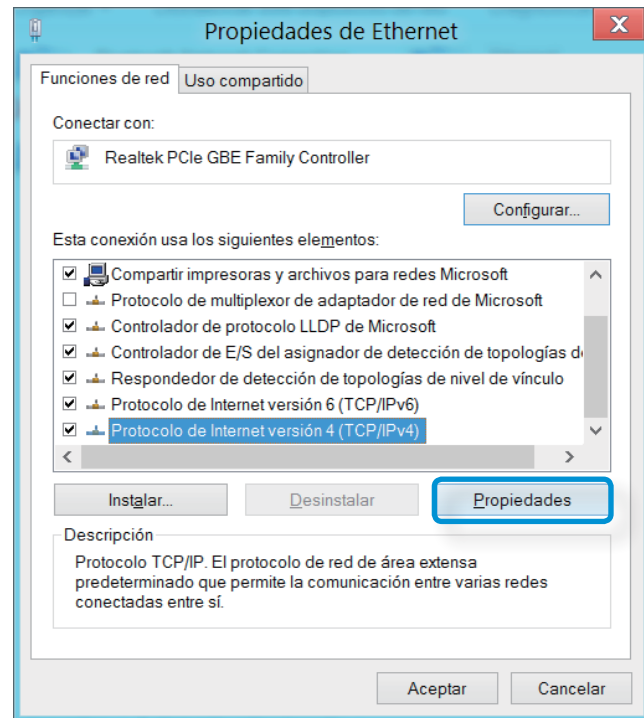 Propiedades de Ethernet
X
Funciones de red
Uso compartido
Conectar con:
Realtek PCIe GBE Family Controller
Configurar...
Esta conexión usa los siguientes elementos:
Compartir impresoras y archivos para redes Microsoft
Protocolo de multiplexor de adaptador de red de Microsoft
Controlador de protocolo LLDP de Microsoft
Controlador de E/S del asignador de detección de topologías d
Respondedor de detección de topologías de nivel de vínculo
Protocolo de Internet versión 6 (TCP/IPv6)
Protocolo de Internet versión 4 (TCP/IPv4)
Instalar...
Desinstalar
Propiedades
Descripción
Protocolo TCP/IP. El protocolo de red de área extensa
predeterminado que permite la comunicación entre varias redes
conectadas entre sí.
Aceptar
Cancelar